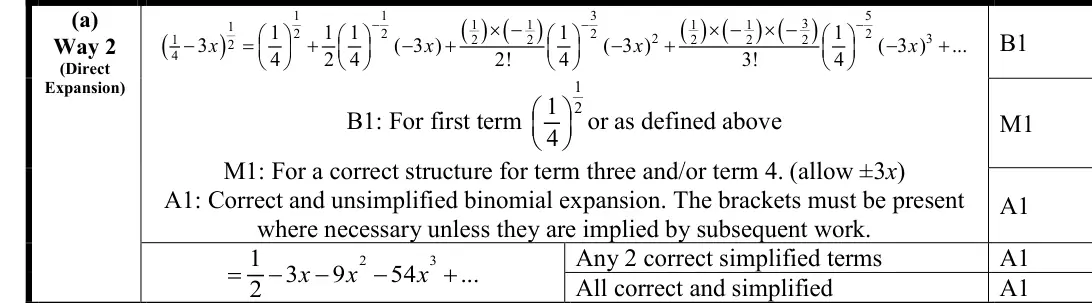 (a)
Way 2
(Direct
Expansion)
(1/4 − 3x)^(1/2) = (1/4)^(1/2) + 1/2 (1/4)^(−1/2) (−3x) + ((1/2)×(−1/2))/2! (1/4)^(−3/2) (−3x)^2 + ((1/2)×(−1/2)×(−3/2))/3! (1/4)^(−5/2) (−3x)^3 + ...
B1
B1: For first term (1/4)^(1/2) or as defined above
M1
M1: For a correct structure for term three and/or term 4. (allow ±3x)
A1: Correct and unsimplified binomial expansion. The brackets must be present
where necessary unless they are implied by subsequent work.
A1
= 1/2 − 3x − 9x^2 − 54x^3 + ...
Any 2 correct simplified terms
A1
All correct and simplified
A1